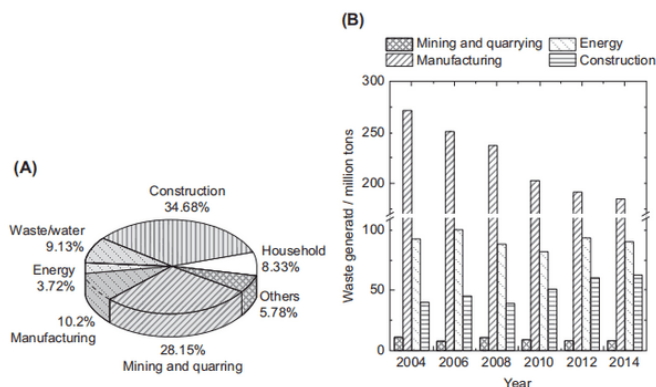 (A)
Construction
34.68%
Waste/water
9.13%
Household
8.33%
Energy
3.72%
Others
5.78%
10.2%
Manufacturing
28.15%
Mining and quarring
(B)
Mining and quarrying
Energy
Manufacturing
Construction
Waste generatd / million tons
300
250
200
100
50
0
2004 2006 2008 2010 2012 2014
Year